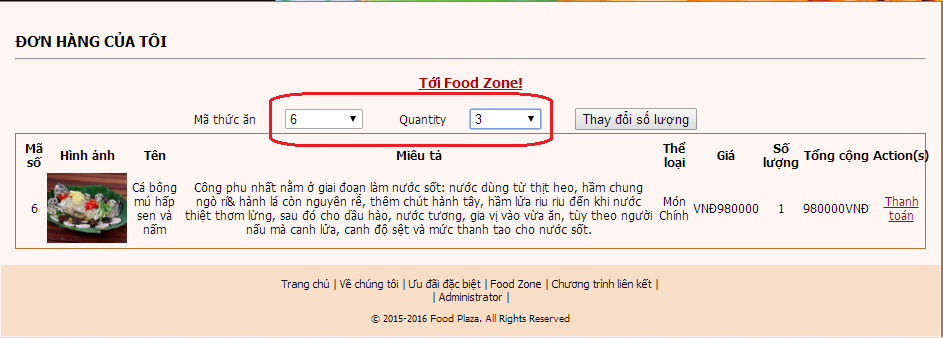 ĐƠN HÀNG CỦA TÔI
Tới Food Zone!
Mã thức ăn 6 Quantity 3 Thay đổi số lượng
Mã số Hình ảnh Tên Miêu tả Thể loại Giá Số lượng Tổng cộng Action(s)
6 Cá bông mú hấp sen và nấm
Công phu nhất nằm ở giai đoạn làm nước sốt: nước dùng từ thịt heo, hầm chung
ngò rí& hành lá còn nguyên rễ, thêm chút hành tây, hầm lửa riu riu đến khi nước
thiệt thơm lừng, sau đó cho dầu hào, nước tương, gia vị vào vừa ăn, tùy theo người
nấu mà canh lửa, canh độ sệt và mức thanh tao cho nước sốt.
Món Chính VNĐ980000 1 980000VNĐ Thanh toán
Trang chủ | Về chúng tôi | Ưu đãi đặc biệt | Food Zone | Chương trình liên kết |
| Administrator |
© 2015-2016 Food Plaza. All Rights Reserved